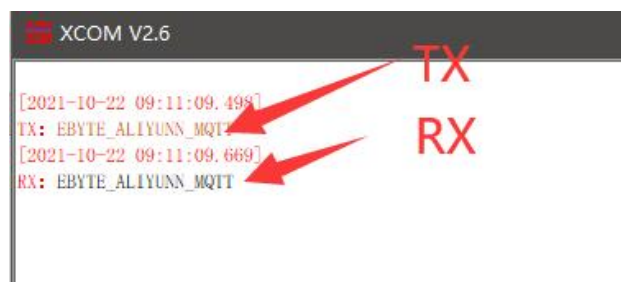 XCOM V2.6
TX
[2021-10-22 09:11:09.498]
TX: EBYTE_ALIYUNN_MQTT
RX
[2021-10-22 09:11:09.669]
RX: EBYTE_ALIYUNN_MQTT